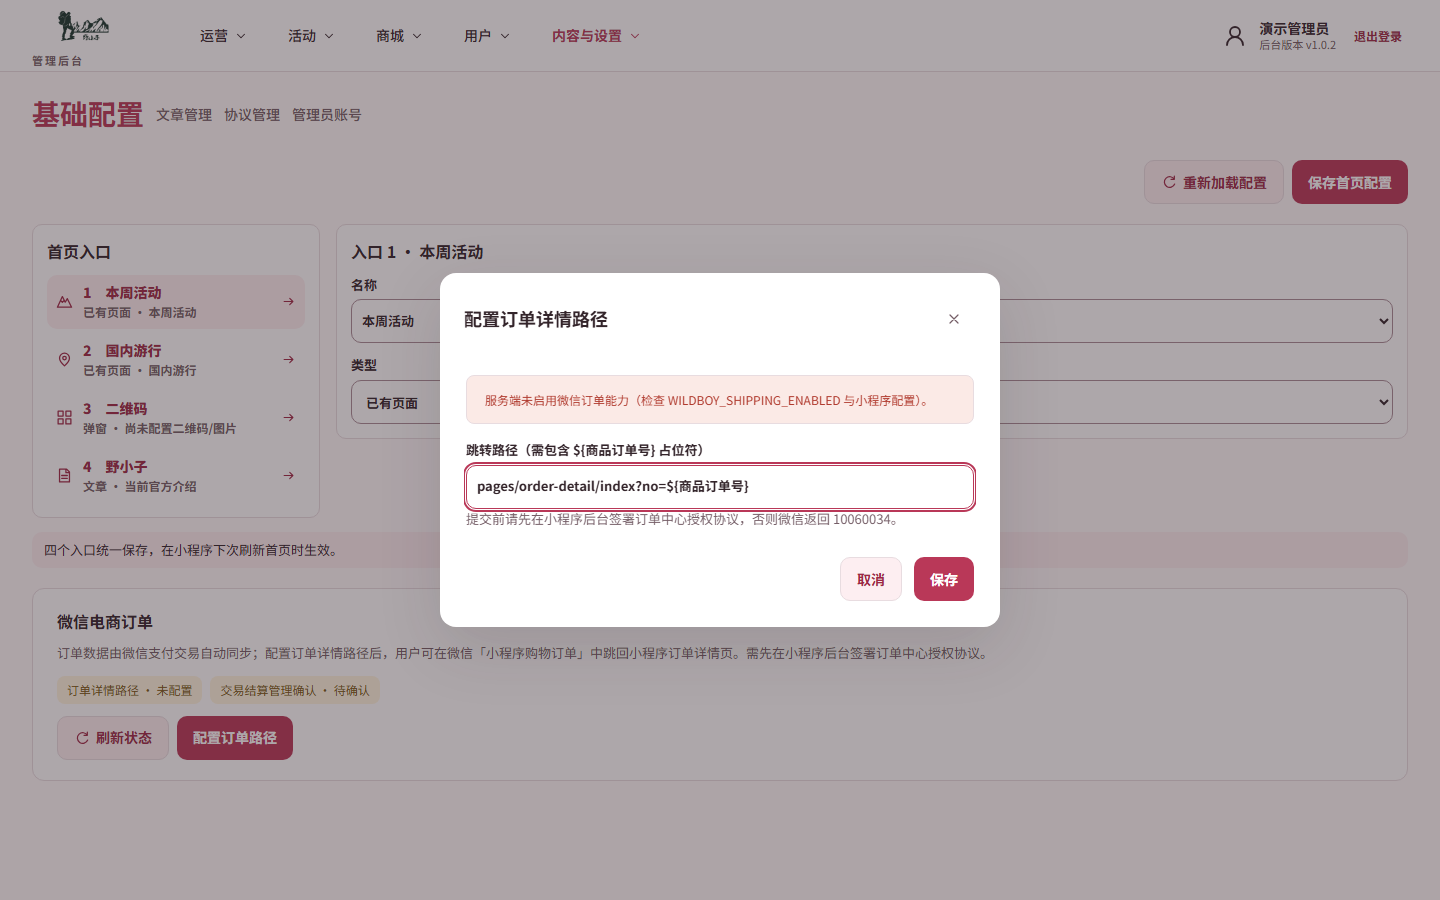 管理后台
运营
活动
商城
用户
内容与设置
演示管理员
后台版本 v1.0.2
退出登录
基础配置
文章管理
协议管理
管理员账号
重新加载配置
保存首页配置
首页入口
1 本周活动
已有页面 · 本周活动
2 国内游行
已有页面 · 国内游行
3 二维码
弹窗 · 尚未配置二维码/图片
4 野小子
文章 · 当前官方介绍
入口 1 · 本周活动
名称
本周活动
类型
已有页面
配置订单详情路径
服务端未启用微信订单能力（检查 WILDBOY_SHIPPING_ENABLED 与小程序配置）。
跳转路径（需包含 ${商品订单号} 占位符）
pages/order-detail/index?no=${商品订单号}
提交前请先在小程序后台签署订单中心授权协议，否则微信返回 10060034。
取消
保存
四个入口统一保存，在小程序下次刷新首页时生效。
微信电商订单
订单数据由微信支付交易自动同步；配置订单详情路径后，用户可在微信「小程序购物订单」中跳回小程序订单详情页。需先在小程序后台签署订单中心授权协议。
订单详情路径 · 未配置
交易结算管理确认 · 待确认
刷新状态
配置订单路径